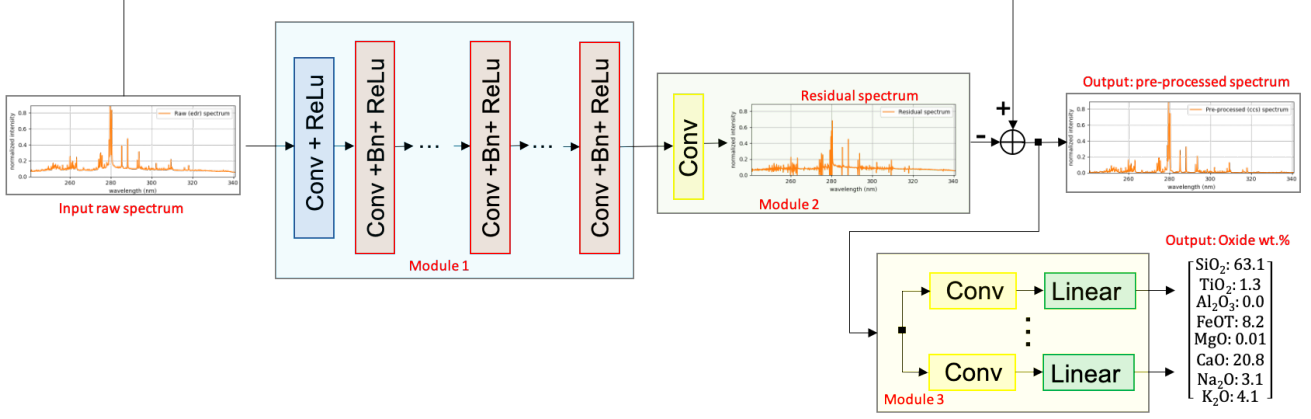 Raw (edr) spectrum
normalized intensity
0.8
0.6
0.4
0.2
0.0
260
280
300
320
340
wavelength (nm)
Input raw spectrum
Conv + ReLu
Conv +Bn+ ReLu
...
Conv +Bn+ ReLu
...
Conv +Bn+ ReLu
Module 1
Conv
Residual spectrum
Residual spectrum
normalized intensity
0.8
0.6
0.4
0.2
0.0
260
280
300
320
340
wavelength (nm)
Module 2
+
-
Output: pre-processed spectrum
Pre-processed (ccs) spectrum
normalized intensity
0.8
0.6
0.4
0.2
0.0
260
280
300
320
340
wavelength (nm)
Conv
Linear
Conv
Linear
Module 3
Output: Oxide wt.%
SiO₂: 63.1
TiO₂: 1.3
Al₂O₃: 0.0
FeOT: 8.2
MgO: 0.01
CaO: 20.8
Na₂O: 3.1
K₂O: 4.1